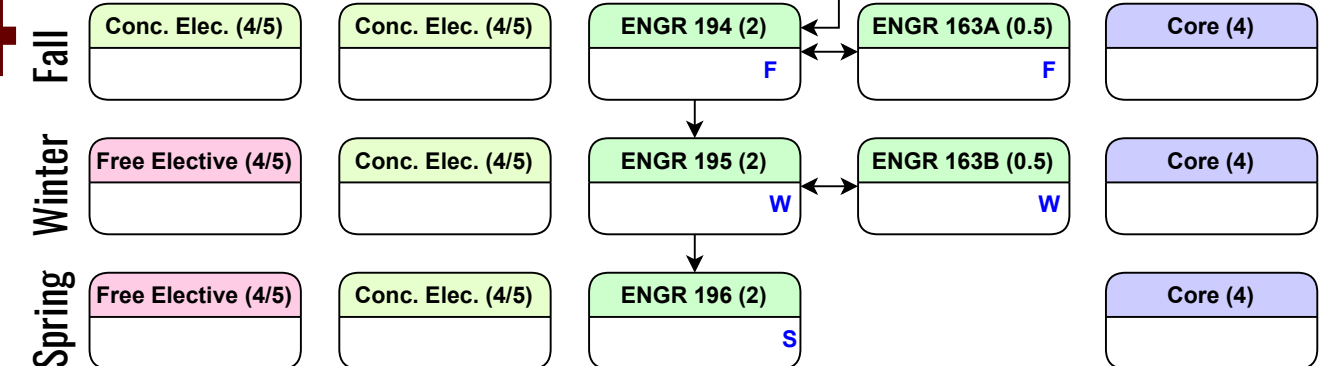 Fall
Conc. Elec. (4/5)
Conc. Elec. (4/5)
ENGR 194 (2)
F
ENGR 163A (0.5)
F
Core (4)
Winter
Free Elective (4/5)
Conc. Elec. (4/5)
ENGR 195 (2)
W
ENGR 163B (0.5)
W
Core (4)
Spring
Free Elective (4/5)
Conc. Elec. (4/5)
ENGR 196 (2)
S
Core (4)